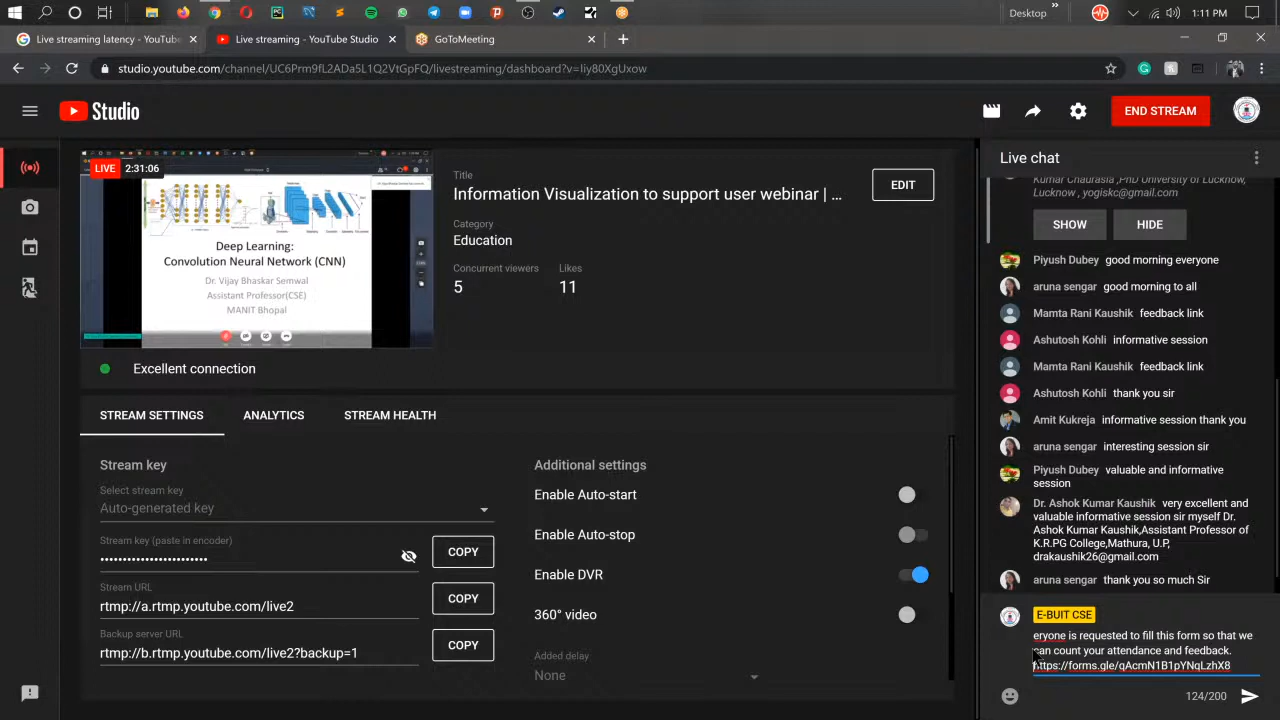 Desktop
1:11 PM
Live streaming latency - YouTube
Live streaming - YouTube Studio
GoToMeeting
studio.youtube.com/channel/UC6Prm9fL2ADa5L1Q2VtGpFQ/livestreaming/dashboard?v=Iiy80XgUxow
Studio
END STREAM
LIVE 2:31:06
Deep Learning:
Convolution Neural Network (CNN)
Dr. Vijay Bhaskar Semwal
Assistant Professor(CSE)
MANIT Bhopal
Title
Information Visualization to support user webinar | ...
EDIT
Category
Education
Concurrent viewers
Likes
5
11
Excellent connection
STREAM SETTINGS
ANALYTICS
STREAM HEALTH
Stream key
Select stream key
Auto-generated key
Stream key (paste in encoder)
COPY
Stream URL
rtmp://a.rtmp.youtube.com/live2
COPY
Backup server URL
rtmp://b.rtmp.youtube.com/live2?backup=1
COPY
Additional settings
Enable Auto-start
Enable Auto-stop
Enable DVR
360° video
Added delay
None
Live chat
Kumar Chaurasia ,PhD University of Lucknow,
Lucknow , yogiskc@gmail.com
SHOW
HIDE
Piyush Dubey good morning everyone
aruna sengar good morning to all
Mamta Rani Kaushik feedback link
Ashutosh Kohli informative session
Mamta Rani Kaushik feedback link
Ashutosh Kohli thank you sir
Amit Kukreja informative session thank you
aruna sengar interesting session sir
Piyush Dubey valuable and informative
session
Dr. Ashok Kumar Kaushik very excellent and
valuable informative session sir myself Dr.
Ashok Kumar Kaushik,Assistant Professor of
K.R.PG College,Mathura, U.P,
drakaushik26@gmail.com
aruna sengar thank you so much Sir
E-BUIT CSE
eryone is requested to fill this form so that we
can count your attendance and feedback.
https://forms.gle/qAcmN1B1pYNqLzhX8
124/200